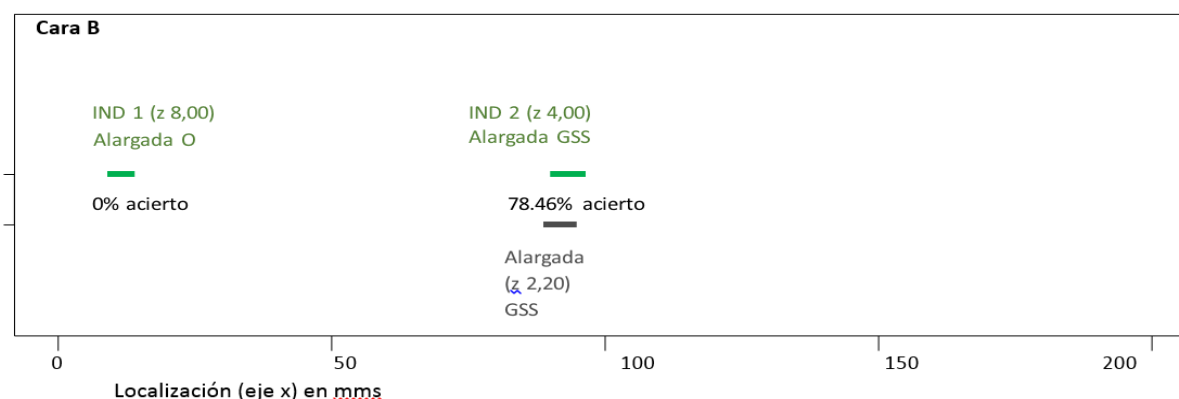 Cara B
IND 1 (z 8,00)
Alargada O
IND 2 (z 4,00)
Alargada GSS
0% acierto
78.46% acierto
Alargada
(z 2,20)
GSS
0
50
100
150
200
Localización (eje x) en mms